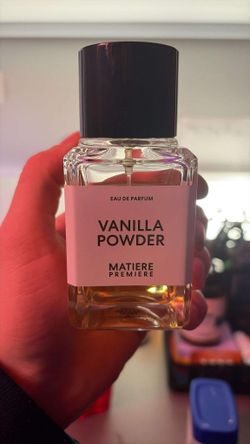 EAU DE PARFUM
VANILLA
POWDER
MATIERE
PREMIERE